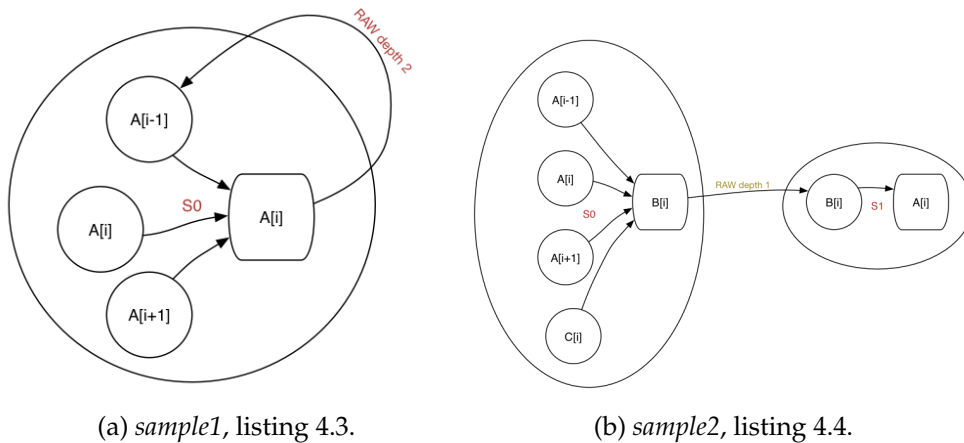 RAW depth 2
A[i-1]
S0
A[i]
A[i]
A[i+1]
(a) sample1, listing 4.3.
A[i-1]
A[i]
S0
B[i]
A[i+1]
C[i]
RAW depth 1
B[i]
S1
A[i]
(b) sample2, listing 4.4.